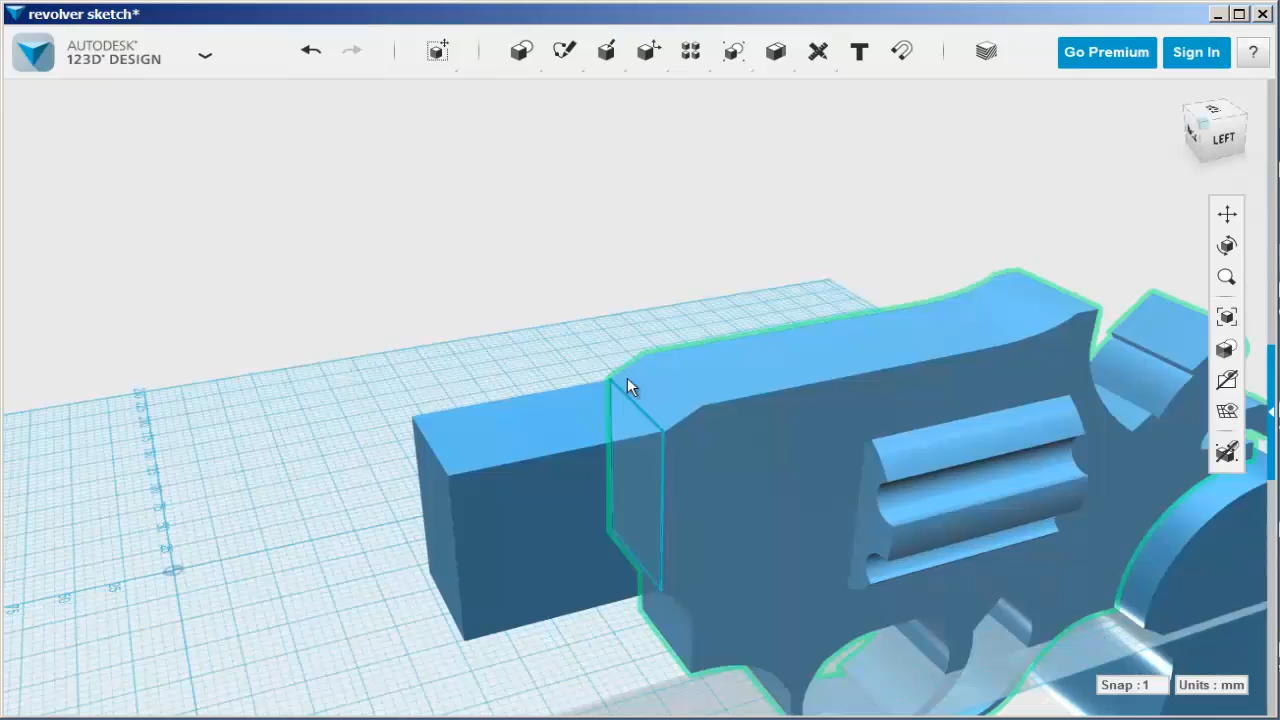 revolver sketch*
AUTODESK®
123D® DESIGN
Go Premium
Sign In
?
LEFT
Snap : 1
Units : mm